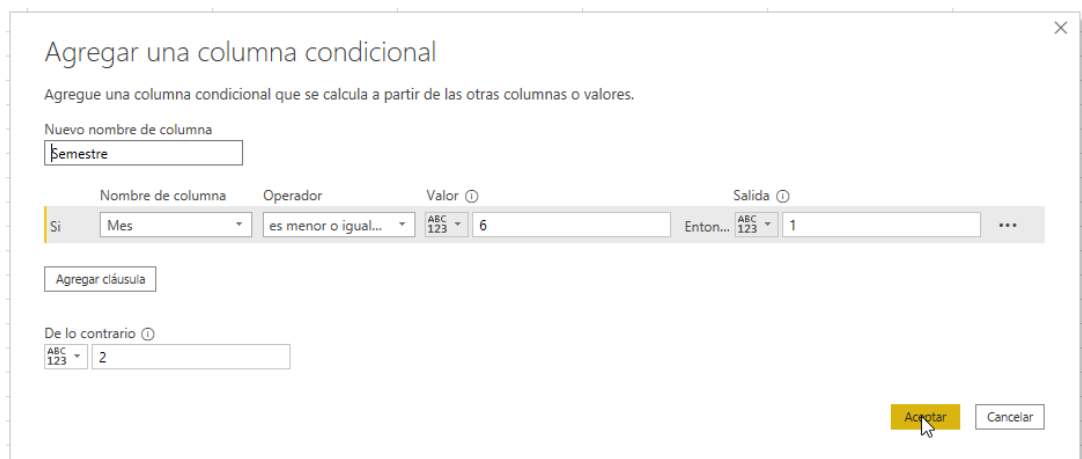 Agregar una columna condicional
Agregue una columna condicional que se calcula a partir de las otras columnas o valores.
Nuevo nombre de columna
Semestre
Nombre de columna Operador Valor Salida
Si Mes es menor o igual... ABC 123 6 Enton... ABC 123 1 ...
Agregar cláusula
De lo contrario
ABC 123 2
Aceptar Cancelar